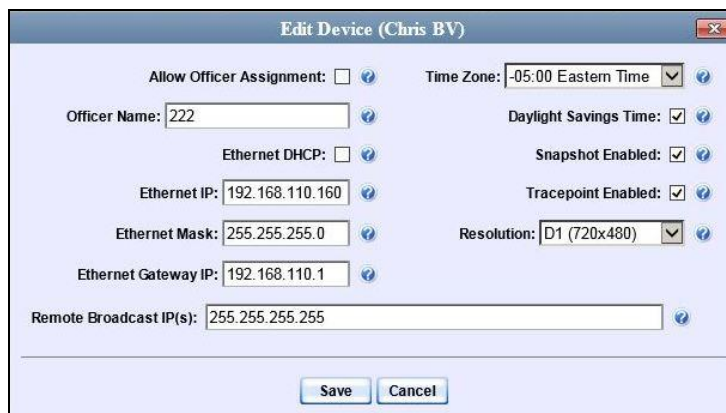 Edit Device (Chris BV)
Allow Officer Assignment:
Time Zone: -05:00 Eastern Time
Officer Name: 222
Daylight Savings Time:
Ethernet DHCP:
Snapshot Enabled:
Ethernet IP: 192.168.110.160
Tracepoint Enabled:
Ethernet Mask: 255.255.255.0
Resolution: D1 (720x480)
Ethernet Gateway IP: 192.168.110.1
Remote Broadcast IP(s): 255.255.255.255
Save
Cancel